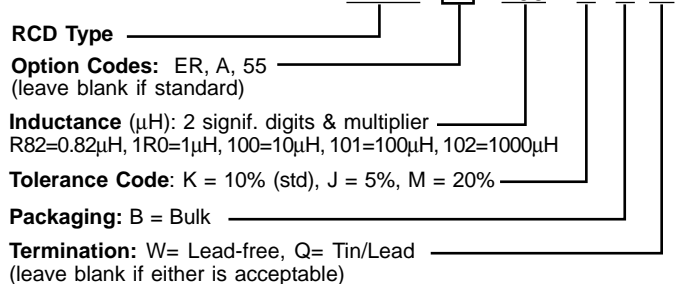 RCD Type
Option Codes: ER, A, 55
(leave blank if standard)
Inductance (µH): 2 signif. digits & multiplier
R82=0.82µH, 1R0=1µH, 100=10µH, 101=100µH, 102=1000µH
Tolerance Code: K = 10% (std), J = 5%, M = 20%
Packaging: B = Bulk
Termination: W= Lead-free, Q= Tin/Lead
(leave blank if either is acceptable)